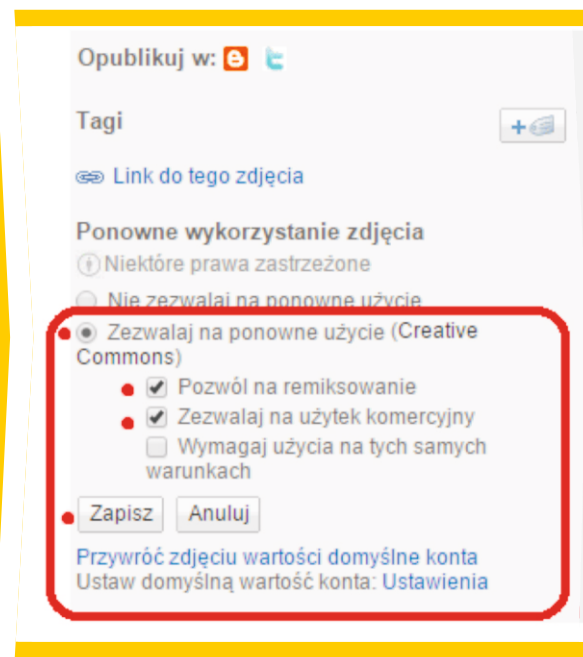 Opublikuj w:
Tagi
Link do tego zdjęcia
Ponowne wykorzystanie zdjęcia
Niektóre prawa zastrzeżone
Nie zezwalaj na ponowne użycie
Zezwalaj na ponowne użycie (Creative
Commons)
Pozwól na remiksowanie
Zezwalaj na użytek komercyjny
Wymagaj użycia na tych samych
warunkach
Zapisz Anuluj
Przywróć zdjęciu wartości domyślne konta
Ustaw domyślną wartość konta: Ustawienia